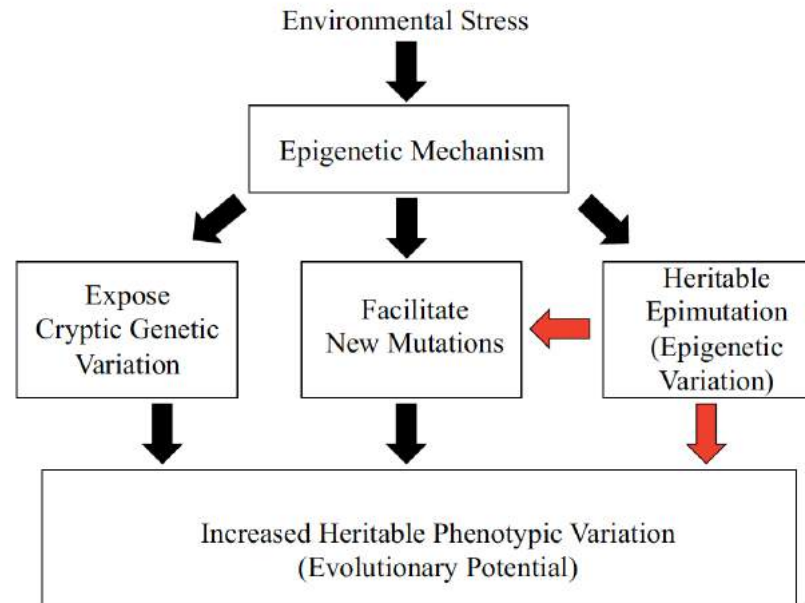 Environmental Stress
Epigenetic Mechanism
Expose
Cryptic Genetic
Variation
Facilitate
New Mutations
Heritable
Epimutation
(Epigenetic
Variation)
Increased Heritable Phenotypic Variation
(Evolutionary Potential)